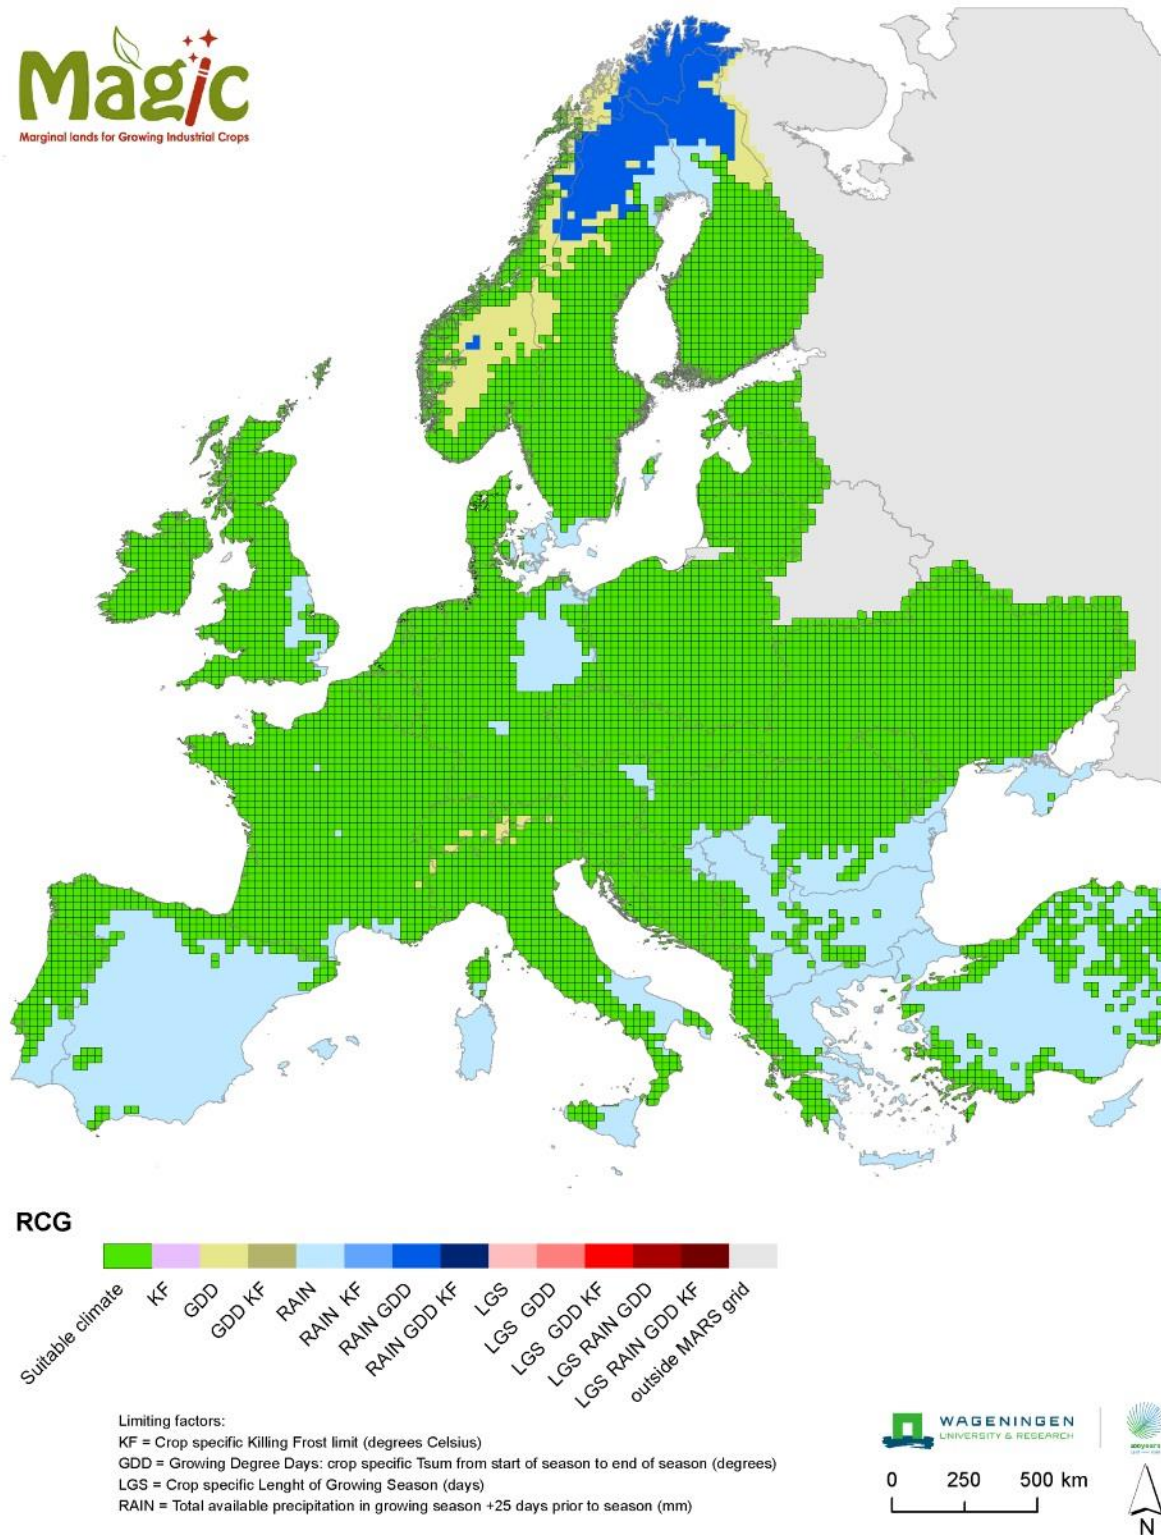 Magic
Marginal lands for Growing Industrial Crops
RCG
Suitable climate
KF
GDD
GDD KF
RAIN
RAIN KF
RAIN GDD
RAIN GDD KF
LGS
LGS GDD
LGS GDD KF
LGS RAIN GDD
LGS RAIN GDD KF
outside MARS grid
Limiting factors:
KF = Crop specific Killing Frost limit (degrees Celsius)
GDD = Growing Degree Days: crop specific Tsum from start of season to end of season (degrees)
LGS = Crop specific Lenght of Growing Season (days)
RAIN = Total available precipitation in growing season +25 days prior to season (mm)
WAGENINGEN
UNIVERSITY & RESEARCH
0 250 500 km
N